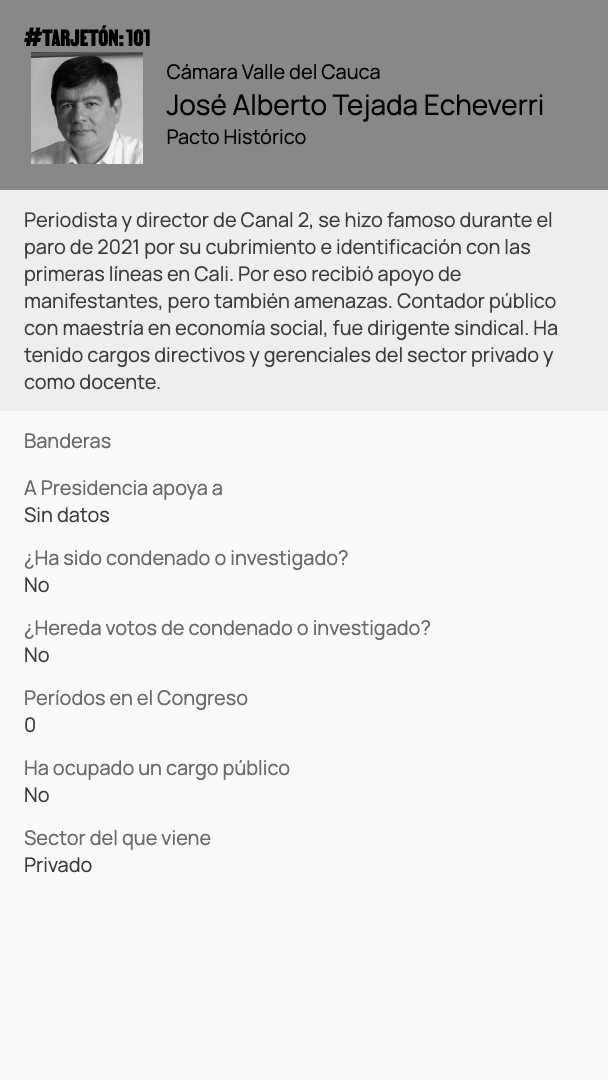 #TARJETÓN: 101
Cámara Valle del Cauca
José Alberto Tejada Echeverri
Pacto Histórico
Periodista y director de Canal 2, se hizo famoso durante el
paro de 2021 por su cubrimiento e identificación con las
primeras líneas en Cali. Por eso recibió apoyo de
manifestantes, pero también amenazas. Contador público
con maestría en economía social, fue dirigente sindical. Ha
tenido cargos directivos y gerenciales del sector privado y
como docente.
Banderas
A Presidencia apoya a
Sin datos
¿Ha sido condenado o investigado?
No
¿Hereda votos de condenado o investigado?
No
Períodos en el Congreso
0
Ha ocupado un cargo público
No
Sector del que viene
Privado